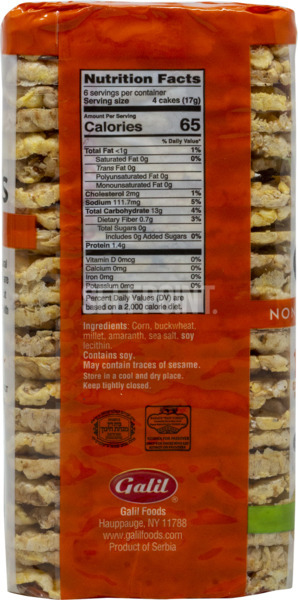 Nutrition Facts
6 servings per container
Serving size 4 cakes (17g)
Amount Per Serving
Calories 65
% Daily Value*
Total Fat <1g 1%
Saturated Fat 0g 0%
Trans Fat 0g
Polyunsaturated Fat 0g
Monounsaturated Fat 0g
Cholesterol 2mg 1%
Sodium 111.7mg 5%
Total Carbohydrate 13g 4%
Dietary Fiber 0.7g 3%
Total Sugars 0g
Includes 0g Added Sugars 0%
Protein 1.4g
Vitamin D 0mcg 0%
Calcium 0mg 0%
Iron 0mg 0%
Potassium 0mg 0%
Percent Daily Values (DV) are
based on a 2,000 calorie diet.
Ingredients: Corn, buckwheat,
millet, amaranth, sea salt, soy
lecithin.
Contains soy.
May contain traces of sesame.
Store in a cool and dry place.
Keep tightly closed.
Galil
Galil Foods
Hauppauge, NY 11788
www.galilfoods.com
Product of Serbia
S
NON